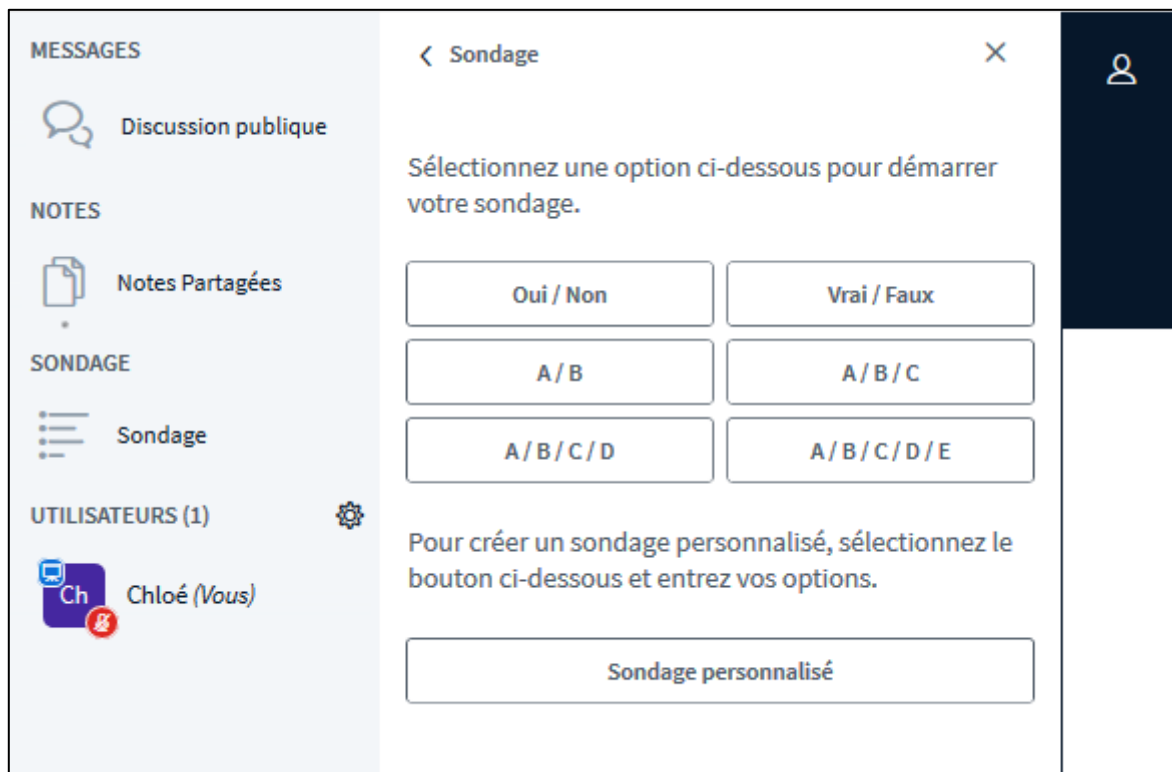 MESSAGES
Discussion publique
NOTES
Notes Partagées
SONDAGE
Sondage
UTILISATEURS (1)
Ch
Chloé (Vous)
Sondage
Sélectionnez une option ci-dessous pour démarrer
votre sondage.
Oui / Non
Vrai / Faux
A / B
A / B / C
A / B / C / D
A / B / C / D / E
Pour créer un sondage personnalisé, sélectionnez le
bouton ci-dessous et entrez vos options.
Sondage personnalisé